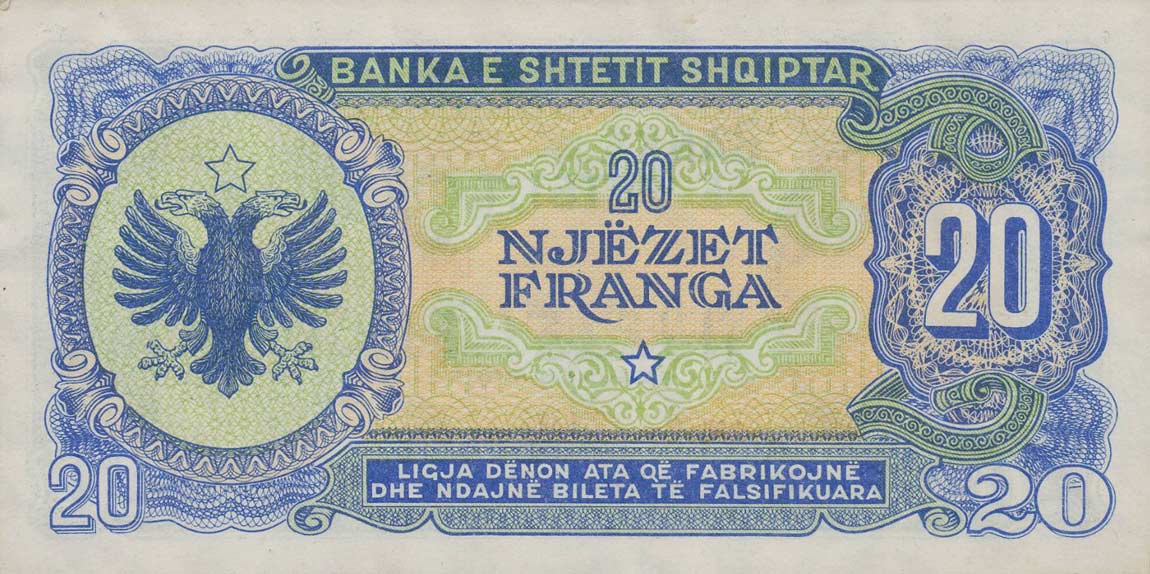 BANKA E SHTETIT SHQIPTAR
20
NJËZET
FRANGA
20
LIGJA DËNON ATA QË FABRIKOJNË
DHE NDAJNË BILETA TË FALSIFIKUARA
20
20